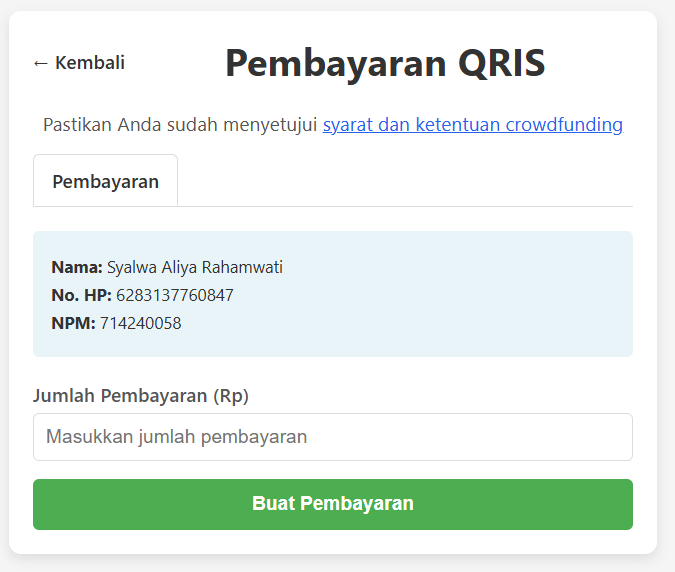 ← Kembali
Pembayaran QRIS
Pastikan Anda sudah menyetujui syarat dan ketentuan crowdfunding
Pembayaran
Nama: Syalwa Aliya Rahamwati
No. HP: 6283137760847
NPM: 714240058
Jumlah Pembayaran (Rp)
Masukkan jumlah pembayaran
Buat Pembayaran